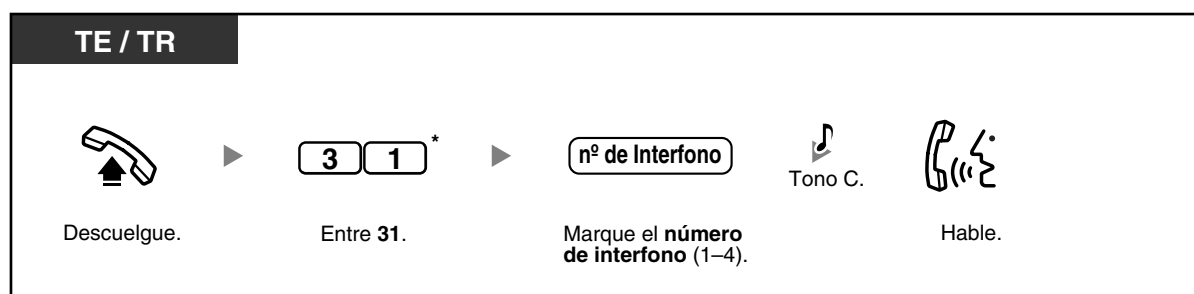 TE / TR
3 1 *
nº de Interfono
Tono C.
Descuelgue.
Entre 31.
Marque el número
de interfono (1–4).
Hable.